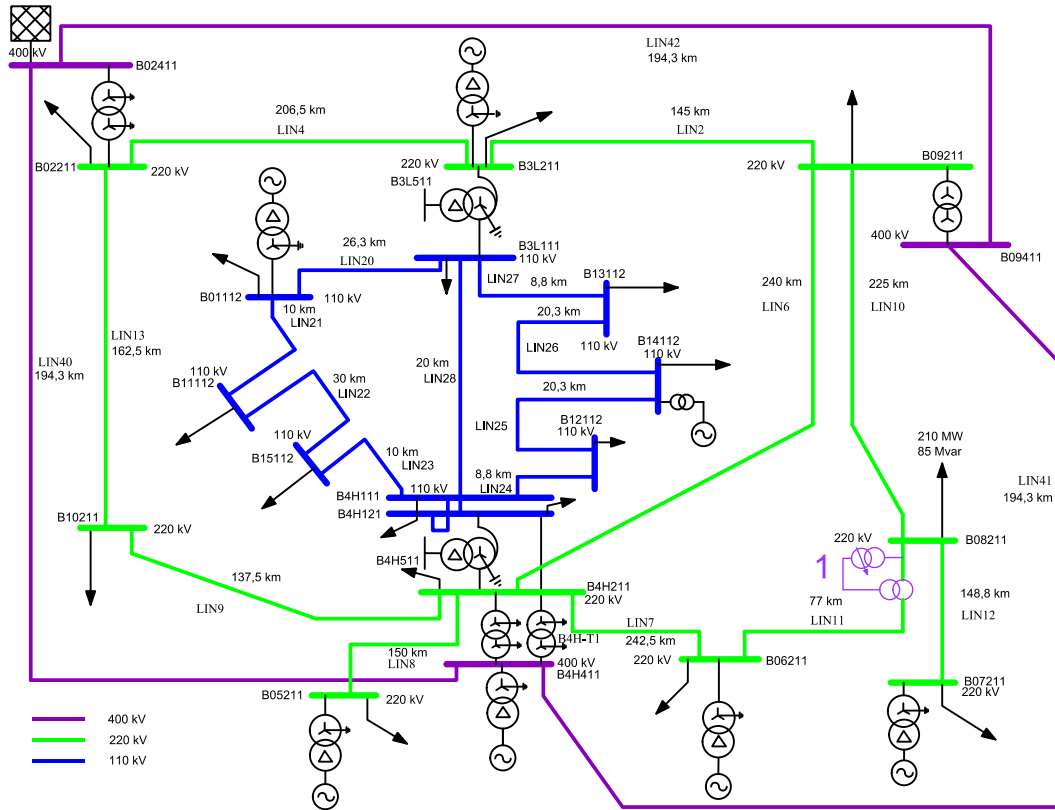 400 kV
B02411
LIN42
194,3 km
206,5 km
LIN4
145 km
LIN2
B02211
220 kV
220 kV
B3L211
220 kV
B09211
B3L511
400 kV
B09411
26,3 km
LIN20
B3L111
110 kV
LIN27
8,8 km
B13112
B01112
110 kV
10 km
LIN21
20,3 km
110 kV
LIN26
B14112
110 kV
240 km
LIN6
225 km
LIN10
LIN13
162,5 km
LIN40
194,3 km
110 kV
B11112
30 km
LIN22
20 km
LIN28
20,3 km
LIN25
B12112
110 kV
110 kV
B15112
10 km
LIN23
8,8 km
LIN24
110 kV
B4H111
B4H121
210 MW
85 Mvar
LIN41
194,3 km
B10211
220 kV
220 kV
B08211
B4H511
1
137,5 km
LIN9
B4H211
220 kV
77 km
LIN11
148,8 km
LIN12
LIN7
242,5 km
B4H-T1
150 km
LIN8
400 kV
B4H411
220 kV
B06211
B07211
220 kV
B05211
220 kV
400 kV
220 kV
110 kV